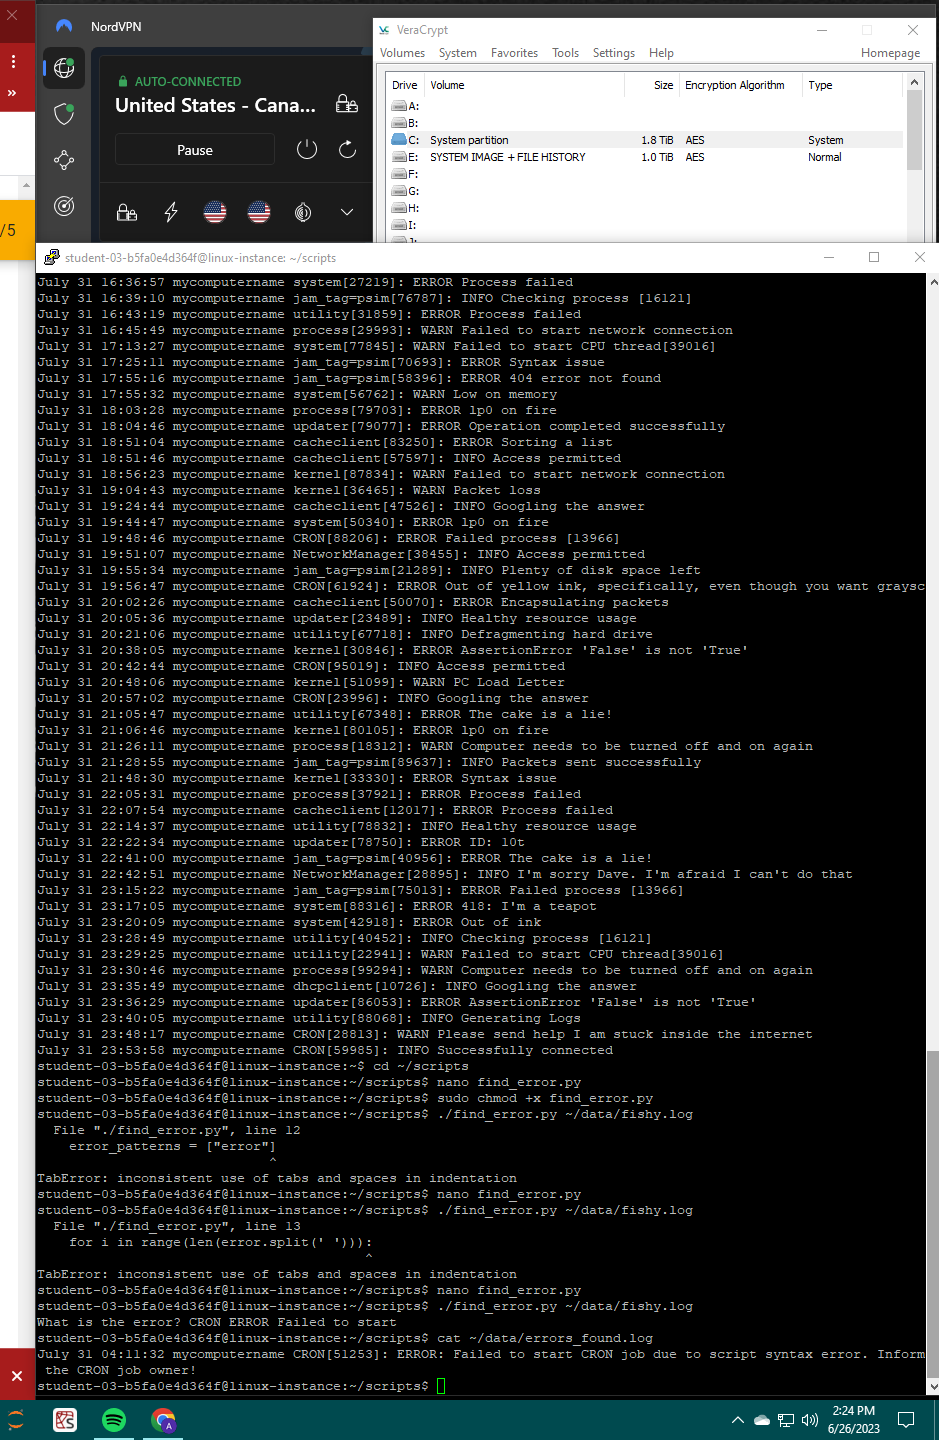 NordVPN
AUTO-CONNECTED
United States - Cana...
Pause
VeraCrypt
Volumes System Favorites Tools Settings Help Homepage
Drive Volume Size Encryption Algorithm Type
A:
B:
C: System partition 1.8 TiB AES System
E: SYSTEM IMAGE + FILE HISTORY 1.0 TiB AES Normal
F:
G:
H:
I:
/5
student-03-b5fa0e4d364f@linux-instance: ~/scripts
July 31 16:36:57 mycomputername system[27219]: ERROR Process failed
July 31 16:39:10 mycomputername jam_tag=psim[76787]: INFO Checking process [16121]
July 31 16:43:19 mycomputername utility[31859]: ERROR Process failed
July 31 16:45:49 mycomputername process[29993]: WARN Failed to start network connection
July 31 17:13:27 mycomputername system[77845]: WARN Failed to start CPU thread[39016]
July 31 17:25:11 mycomputername jam_tag=psim[70693]: ERROR Syntax issue
July 31 17:55:16 mycomputername jam_tag=psim[58396]: ERROR 404 error not found
July 31 17:55:32 mycomputername system[56762]: WARN Low on memory
July 31 18:03:28 mycomputername process[79703]: ERROR lp0 on fire
July 31 18:04:46 mycomputername updater[79077]: ERROR Operation completed successfully
July 31 18:51:04 mycomputername cacheclient[83250]: ERROR Sorting a list
July 31 18:51:46 mycomputername cacheclient[57597]: INFO Access permitted
July 31 18:56:23 mycomputername kernel[87834]: WARN Failed to start network connection
July 31 19:04:43 mycomputername kernel[36465]: WARN Packet loss
July 31 19:24:44 mycomputername cacheclient[47526]: INFO Googling the answer
July 31 19:44:47 mycomputername system[50340]: ERROR lp0 on fire
July 31 19:48:46 mycomputername CRON[88206]: ERROR Failed process [13966]
July 31 19:51:07 mycomputername NetworkManager[38455]: INFO Access permitted
July 31 19:55:34 mycomputername jam_tag=psim[21289]: INFO Plenty of disk space left
July 31 19:56:47 mycomputername CRON[61924]: ERROR Out of yellow ink, specifically, even though you want graysc
July 31 20:02:26 mycomputername cacheclient[50070]: ERROR Encapsulating packets
July 31 20:05:36 mycomputername updater[23489]: INFO Healthy resource usage
July 31 20:21:06 mycomputername utility[67718]: INFO Defragmenting hard drive
July 31 20:38:05 mycomputername kernel[30846]: ERROR AssertionError 'False' is not 'True'
July 31 20:42:44 mycomputername CRON[95019]: INFO Access permitted
July 31 20:48:06 mycomputername kernel[51099]: WARN PC Load Letter
July 31 20:57:02 mycomputername CRON[23996]: INFO Googling the answer
July 31 21:05:47 mycomputername utility[67348]: ERROR The cake is a lie!
July 31 21:06:46 mycomputername kernel[80105]: ERROR lp0 on fire
July 31 21:26:11 mycomputername process[18312]: WARN Computer needs to be turned off and on again
July 31 21:28:55 mycomputername jam_tag=psim[89637]: INFO Packets sent successfully
July 31 21:48:30 mycomputername kernel[33330]: ERROR Syntax issue
July 31 22:05:31 mycomputername process[37921]: ERROR Process failed
July 31 22:07:54 mycomputername cacheclient[12017]: ERROR Process failed
July 31 22:14:37 mycomputername utility[78832]: INFO Healthy resource usage
July 31 22:22:34 mycomputername updater[78750]: ERROR ID: 10t
July 31 22:41:00 mycomputername jam_tag=psim[40956]: ERROR The cake is a lie!
July 31 22:42:51 mycomputername NetworkManager[28895]: INFO I'm sorry Dave. I'm afraid I can't do that
July 31 23:15:22 mycomputername jam_tag=psim[75013]: ERROR Failed process [13966]
July 31 23:17:05 mycomputername system[88316]: ERROR 418: I'm a teapot
July 31 23:20:09 mycomputername system[42918]: ERROR Out of ink
July 31 23:28:49 mycomputername utility[40452]: INFO Checking process [16121]
July 31 23:29:25 mycomputername utility[22941]: WARN Failed to start CPU thread[39016]
July 31 23:30:46 mycomputername process[99294]: WARN Computer needs to be turned off and on again
July 31 23:35:49 mycomputername dhcpclient[10726]: INFO Googling the answer
July 31 23:36:29 mycomputername updater[86053]: ERROR AssertionError 'False' is not 'True'
July 31 23:40:05 mycomputername utility[88068]: INFO Generating Logs
July 31 23:48:17 mycomputername CRON[28813]: WARN Please send help I am stuck inside the internet
July 31 23:53:58 mycomputername CRON[59985]: INFO Successfully connected
student-03-b5fa0e4d364f@linux-instance:~$ cd ~/scripts
student-03-b5fa0e4d364f@linux-instance:~/scripts$ nano find_error.py
student-03-b5fa0e4d364f@linux-instance:~/scripts$ sudo chmod +x find_error.py
student-03-b5fa0e4d364f@linux-instance:~/scripts$ ./find_error.py ~/data/fishy.log
File "./find_error.py", line 12
error_patterns = ["error"]
^
TabError: inconsistent use of tabs and spaces in indentation
student-03-b5fa0e4d364f@linux-instance:~/scripts$ nano find_error.py
student-03-b5fa0e4d364f@linux-instance:~/scripts$ ./find_error.py ~/data/fishy.log
File "./find_error.py", line 13
for i in range(len(error.split(' '))):
^
TabError: inconsistent use of tabs and spaces in indentation
student-03-b5fa0e4d364f@linux-instance:~/scripts$ nano find_error.py
student-03-b5fa0e4d364f@linux-instance:~/scripts$ ./find_error.py ~/data/fishy.log
What is the error? CRON ERROR Failed to start
student-03-b5fa0e4d364f@linux-instance:~/scripts$ cat ~/data/errors_found.log
July 31 04:11:32 mycomputername CRON[51253]: ERROR: Failed to start CRON job due to script syntax error. Inform
the CRON job owner!
student-03-b5fa0e4d364f@linux-instance:~/scripts$
2:24 PM
6/26/2023